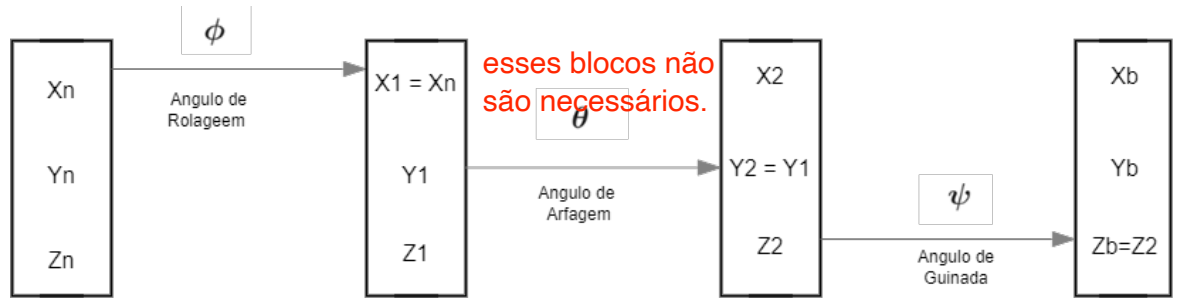 ϕ
Xn
Yn
Zn
Angulo de
Rolageem
X1 = Xn
Y1
Z1
esses blocos não
são necessários.
θ
Angulo de
Arfagem
X2
Y2 = Y1
Z2
ψ
Angulo de
Guinada
Xb
Yb
Zb=Z2